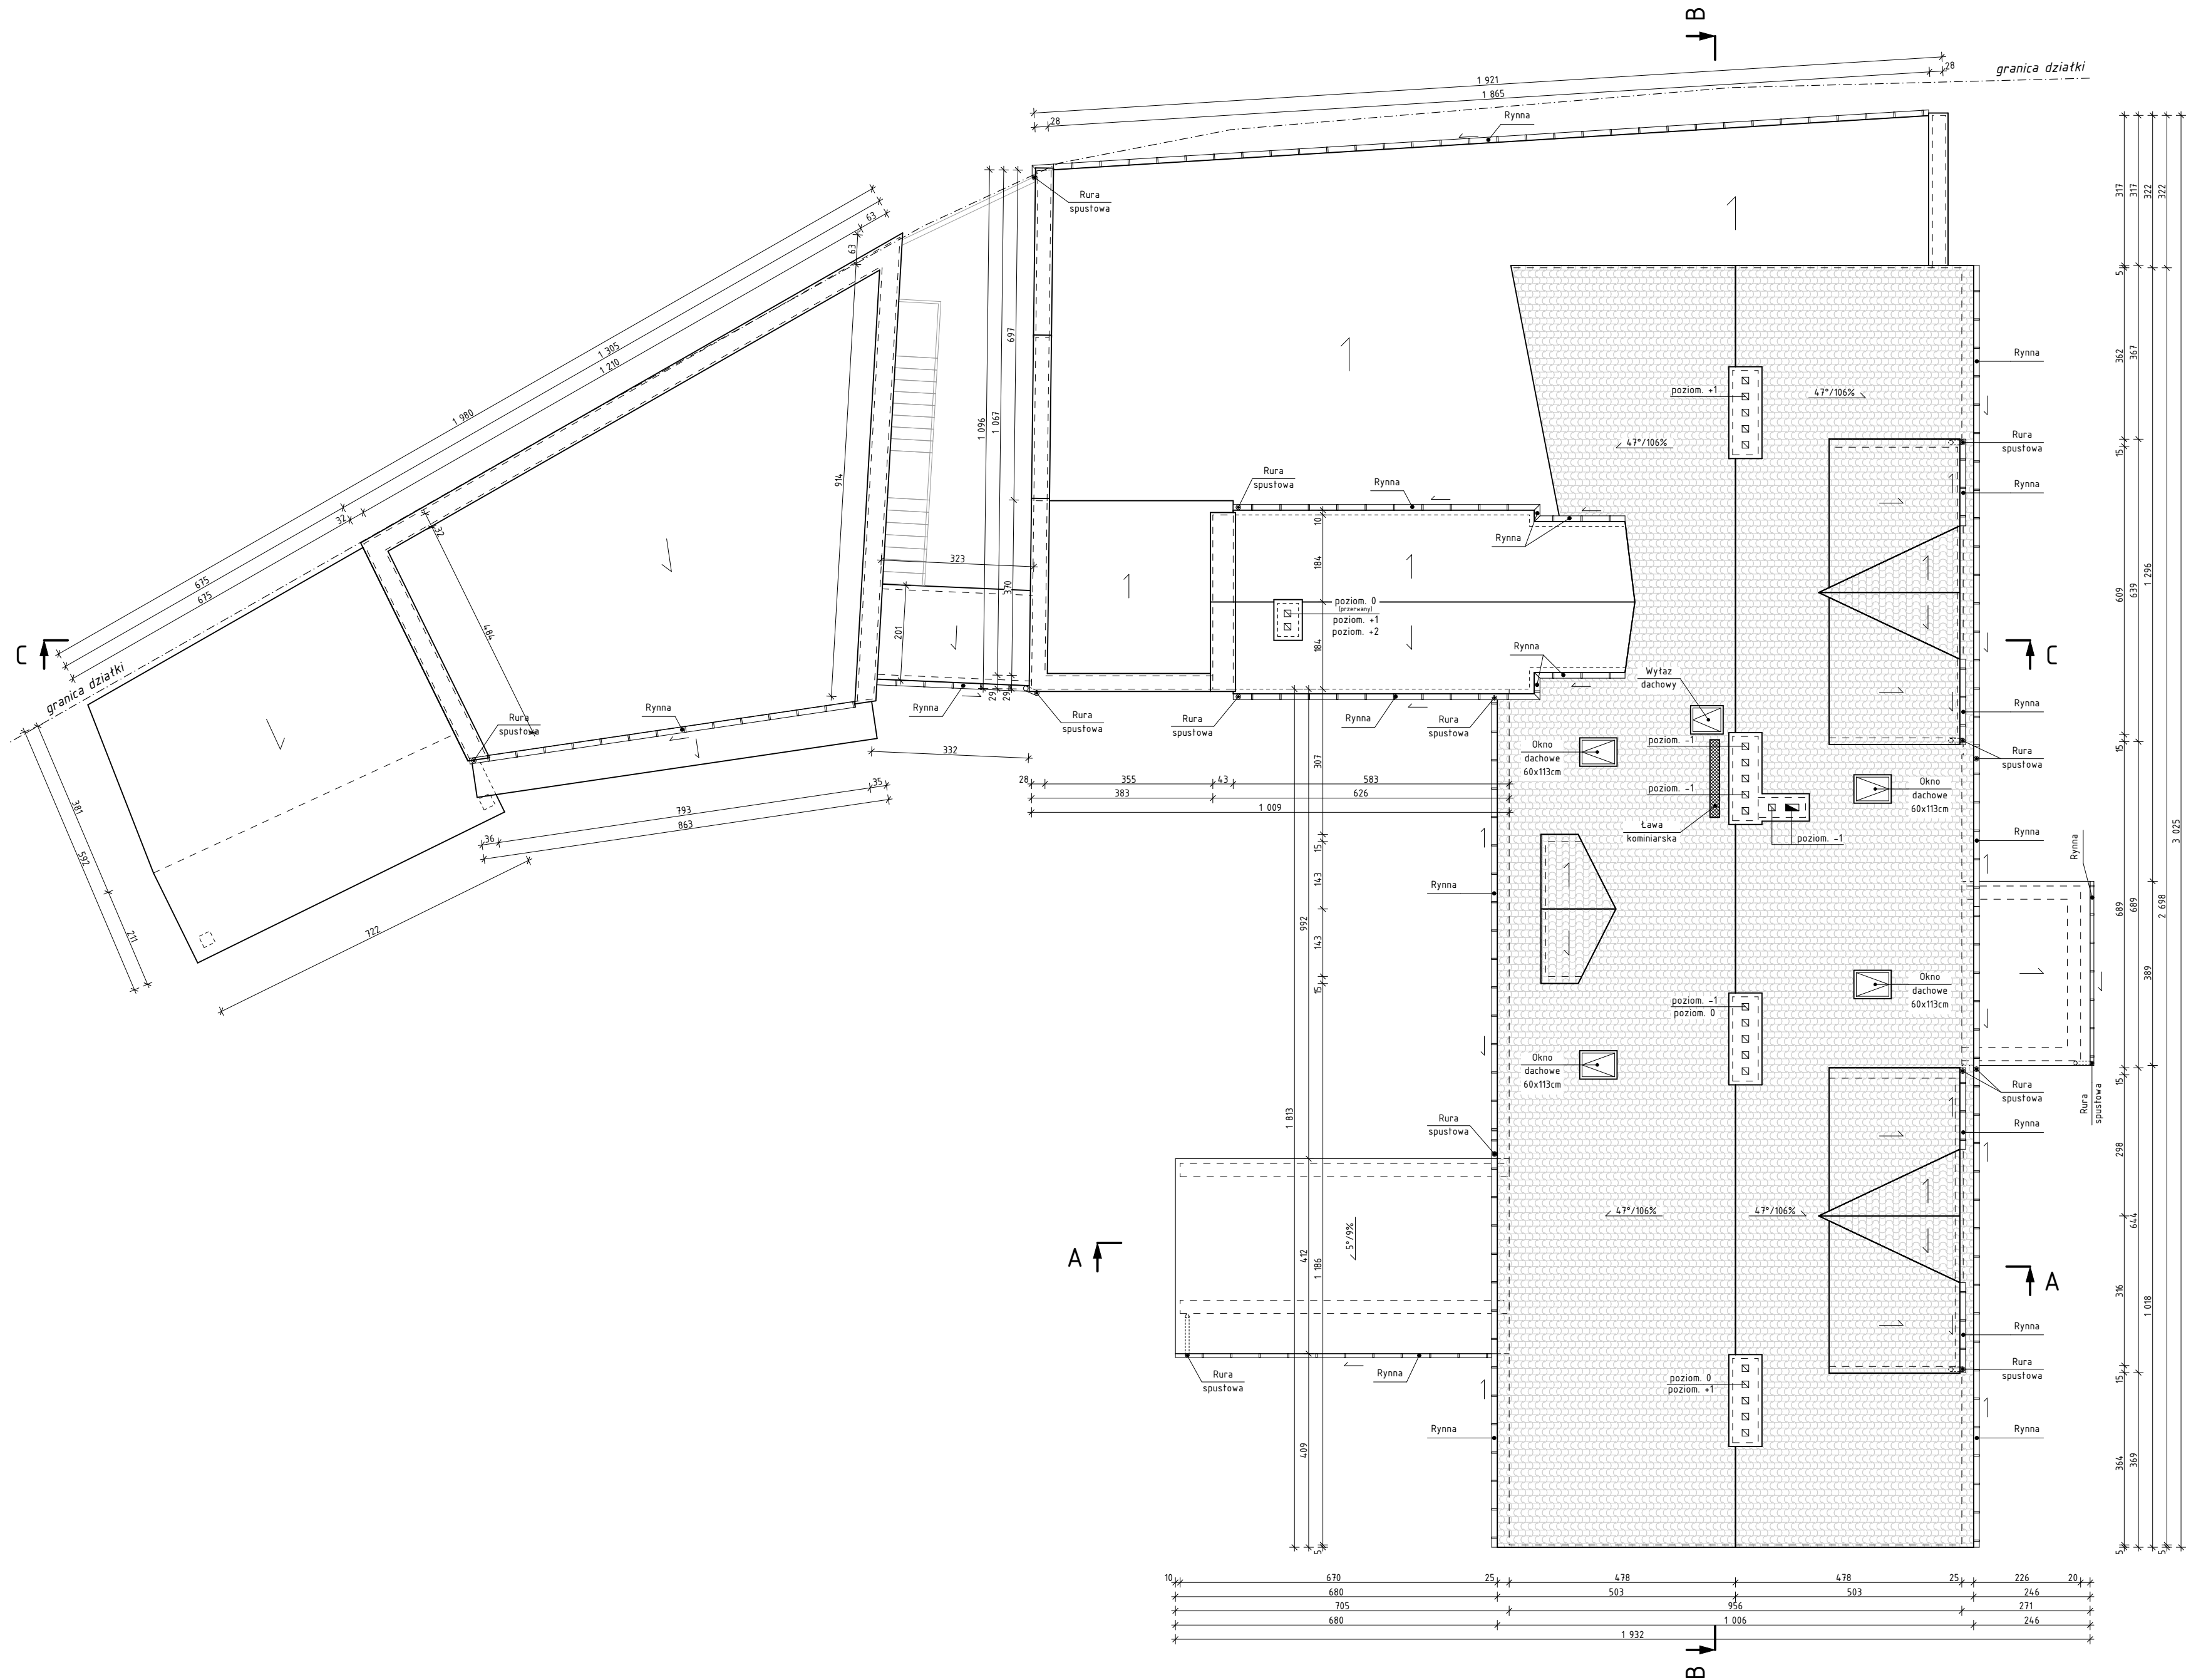 B
granica działki
1 921
28
1 865
28
Rynna
Rura
spustowa
63
63
1 305
1 210
1 980
914
32
32
484
675
675
granica działki
C
381
592
211
722
36
793
863
35
332
Rura
spustowa
Rynna
Rynna
323
201
1 096
1 067
697
370
29
29
Rura
spustowa
Rura
spustowa
Rynna
Rynna
10
184
184
poziom. 0
(przerwany)
poziom. +1
poziom. +2
Rura
spustowa
Rynna
Rynna
Rura
spustowa
Wyłaz
dachowy
poziom. +1
47°/106%
47°/106%
Rynna
Rura
spustowa
Rynna
C
Rynna
Rura
spustowa
Okno
dachowe
60x113cm
poziom. -1
poziom. -1
Okno
dachowe
60x113cm
Ława
kominiarska
poziom. -1
Rynna
Rynna
28
355
43
583
383
626
1 009
307
15
143
143
15
992
1 813
Rynna
poziom. -1
poziom. 0
Okno
dachowe
60x113cm
Okno
dachowe
60x113cm
Rura
spustowa
Rura
spustowa
Rura
spustowa
Rynna
A
5°/9%
412
1 186
409
5
47°/106%
47°/106%
A
Rynna
Rura
spustowa
Rura
spustowa
Rynna
poziom. 0
poziom. +1
Rynna
Rynna
317
317
322
322
5
362
367
15
609
639
1 296
15
689
689
389
2 698
3 025
15
298
644
316
1 018
15
364
369
5
5
10
670
25
478
478
25
226
20
680
503
503
246
705
956
271
680
1 006
246
1 932
B